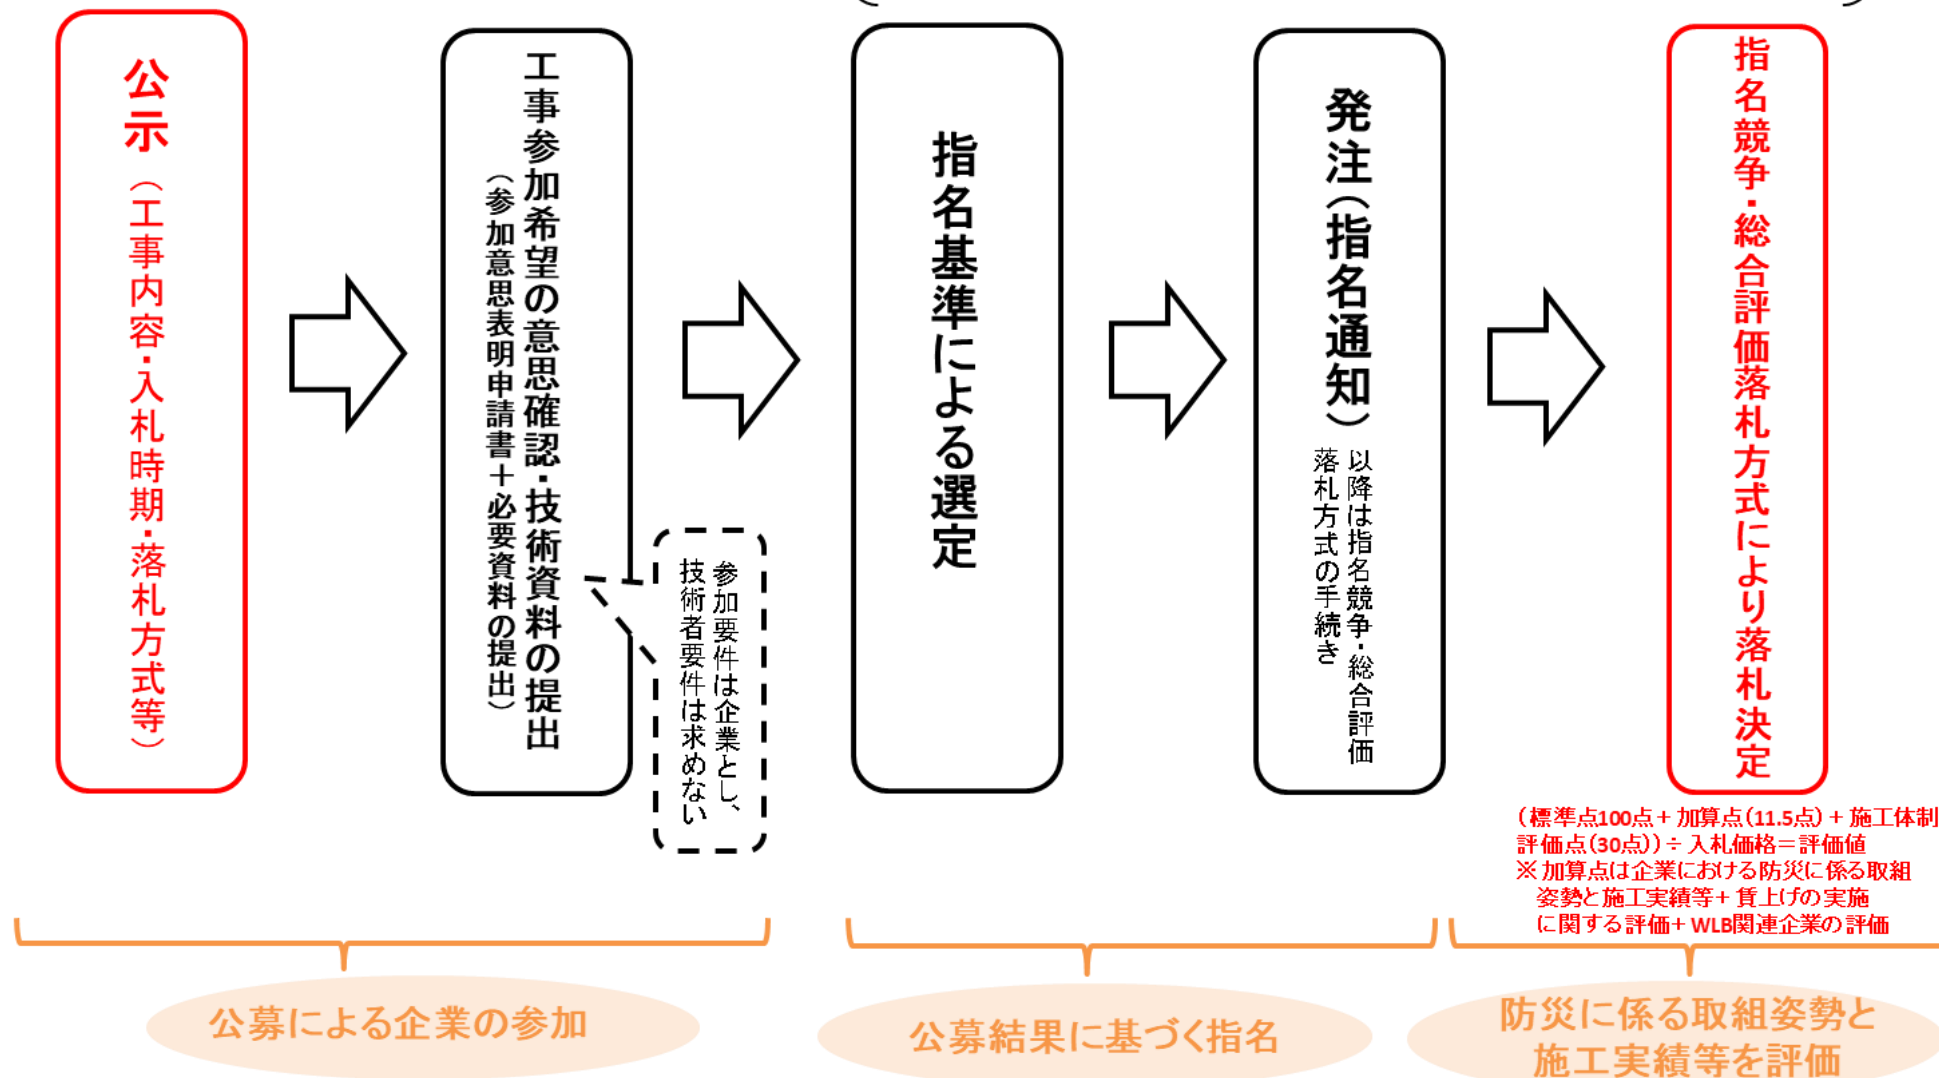 公示（工事内容・入札時期・落札方式等）
工事参加希望の意思確認・技術資料の提出
（参加意思表明申請書＋必要資料の提出）
参加要件は企業とし、
技術者要件は求めない
指名基準による選定
発注（指名通知）
以降は指名競争・総合評価
落札方式の手続き
指名競争・総合評価落札方式により落札決定
（標準点100点＋加算点（11.5点）＋施工体制
評価点（30点））÷入札価格＝評価値
※加算点は企業における防災に係る取組
姿勢と施工実績等＋賃上げの実施
に関する評価＋WLB関連企業の評価
公募による企業の参加
公募結果に基づく指名
防災に係る取組姿勢と
施工実績等を評価